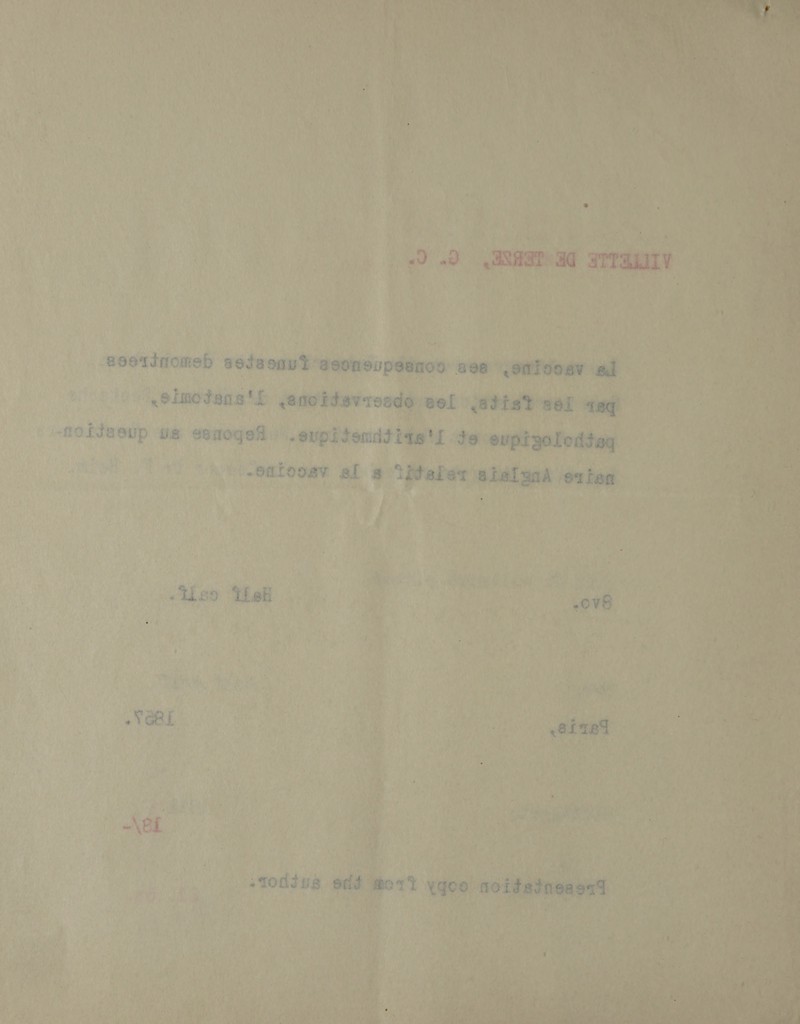 VILLETTE DE TERZE, C. C.
la vaccine, ses consequences funestes demontrees
par les faits, les observations, l'anatomie,
pathologique et l'arithmetique. Reponse au question-
naire Anglais relatif a la vaccine.
8vo. Half calf.
Paris, 1857.
18/-
Presentation copy from the author.